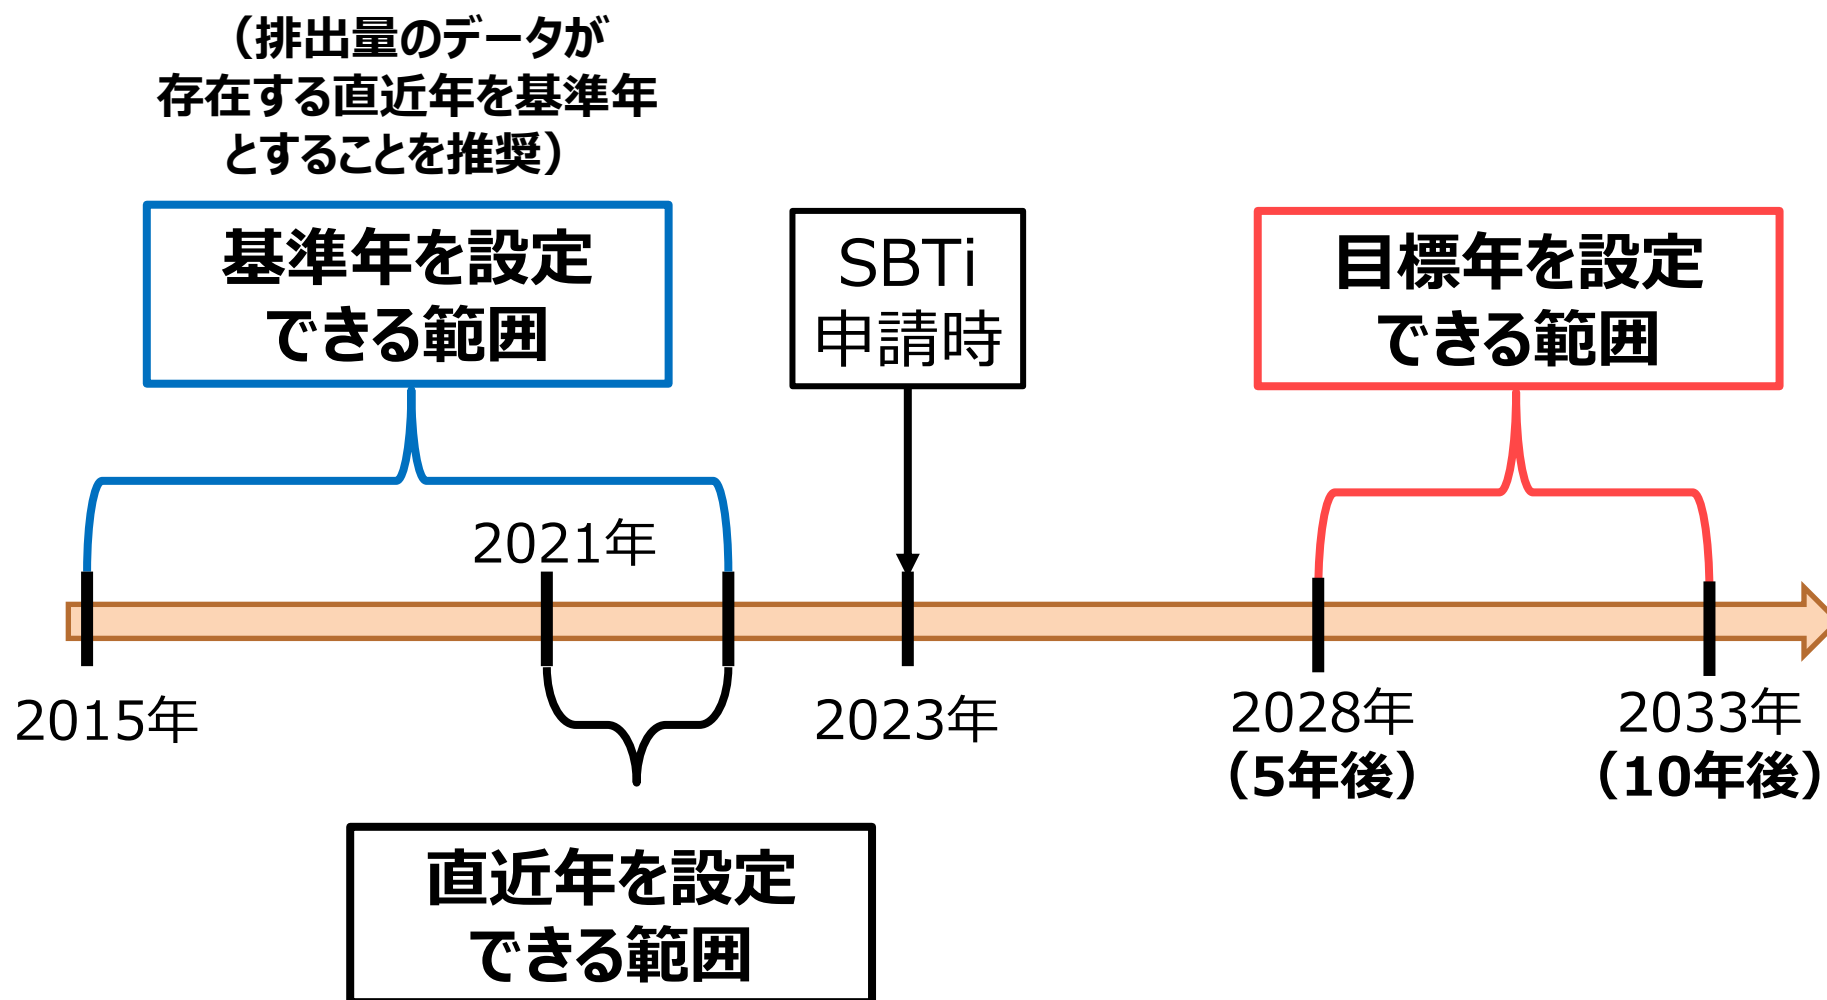 （排出量のデータが
存在する直近年を基準年
とすることを推奨）
基準年を設定
できる範囲
SBTi
申請時
目標年を設定
できる範囲
2021年
2015年
2023年
2028年
（5年後）
2033年
（10年後）
直近年を設定
できる範囲